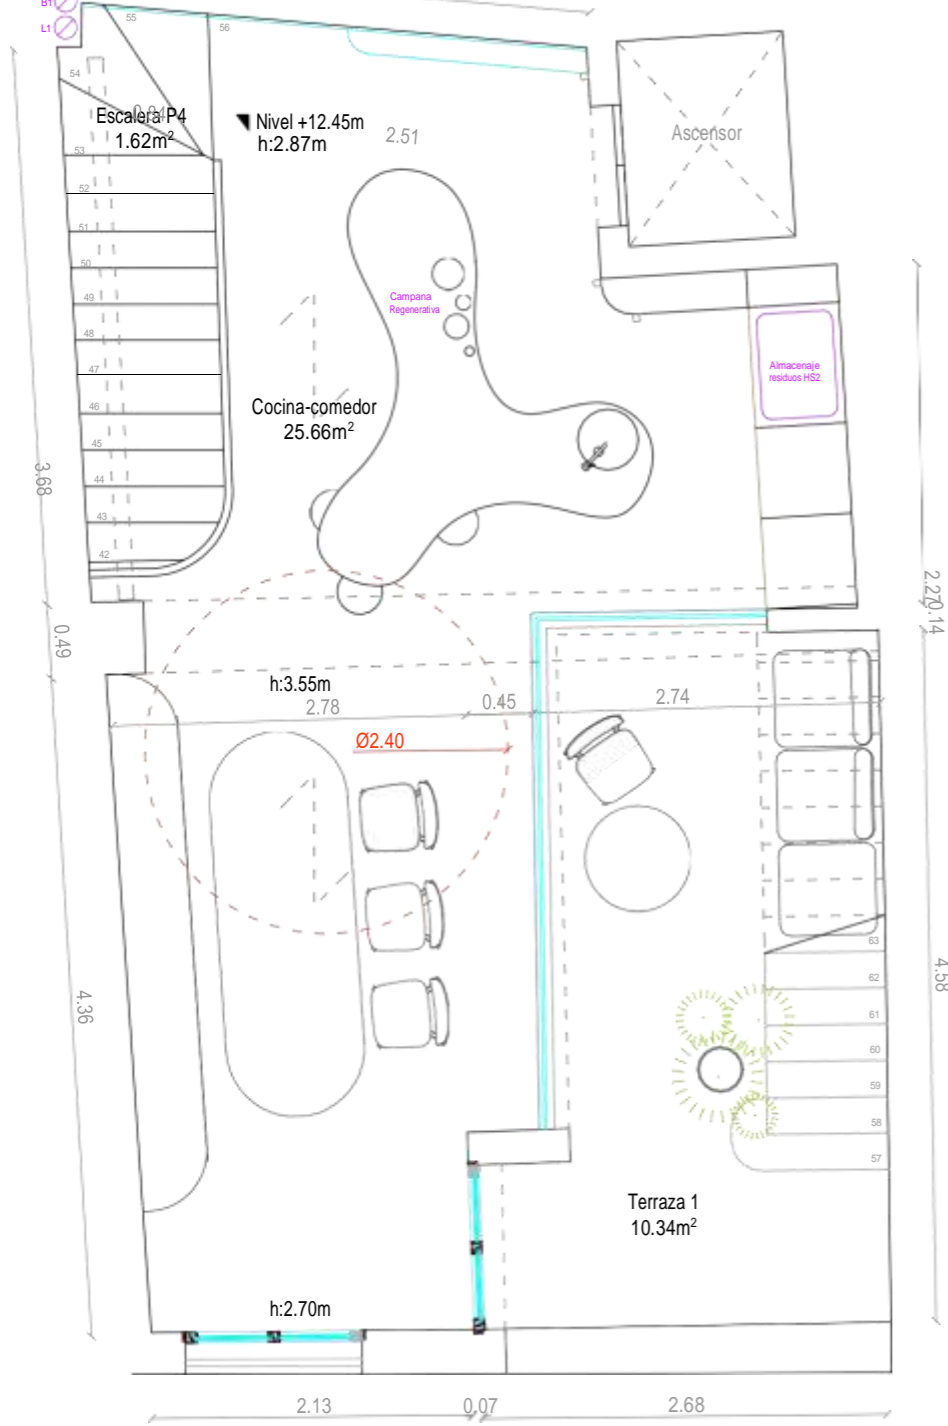 B1
L1
55
56
54
Escalera P4
0.84
1.62m²
Nivel +12.45m
h:2.87m
2.51
Ascensor
53
52
51
50
49
48
47
46
45
44
43
42
Campana
Regenerativa
Almacenaje
residuos HS2
Cocina-comedor
25.66m²
3.68
0.49
2.27
0.14
h:3.55m
2.78
0.45
2.74
Ø2.40
4.36
4.58
63
62
61
60
59
58
57
Terraza 1
10.34m²
h:2.70m
2.13
0.07
2.68